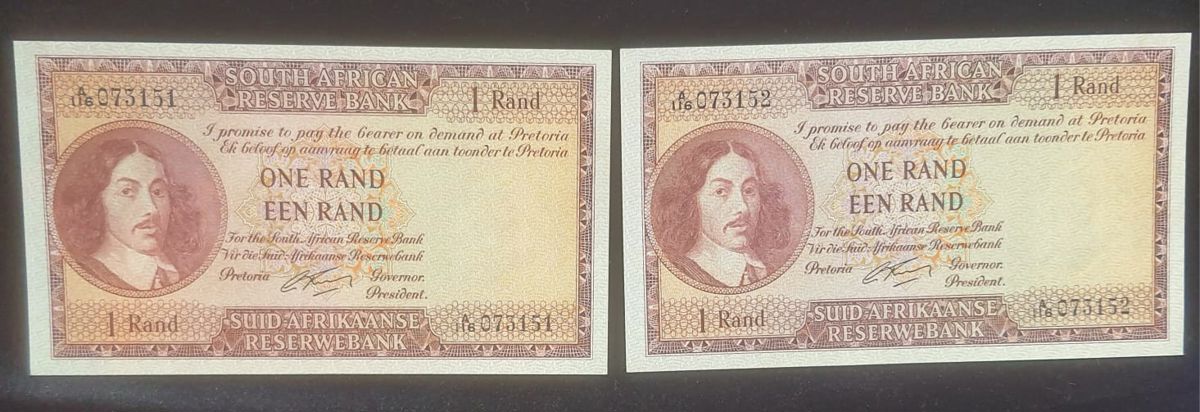 A/116 073151
SOUTH AFRICAN
RESERVE BANK
1 Rand
I promise to pay the bearer on demand at Pretoria
Ek beloof op aanvraag te betaal aan toonder te Pretoria
ONE RAND
EEN RAND
For the South African Reserve Bank
Vir die Suid-Afrikaanse Reserwebank
Pretoria
Governor.
President.
1 Rand
SUID-AFRIKAANSE
RESERWEBANK
A/116 073151
A/116 073152
SOUTH AFRICAN
RESERVE BANK
1 Rand
I promise to pay the bearer on demand at Pretoria
Ek beloof op aanvraag te betaal aan toonder te Pretoria
ONE RAND
EEN RAND
For the South African Reserve Bank
Vir die Suid-Afrikaanse Reserwebank
Pretoria
Governor.
President.
1 Rand
SUID-AFRIKAANSE
RESERWEBANK
A/116 073152